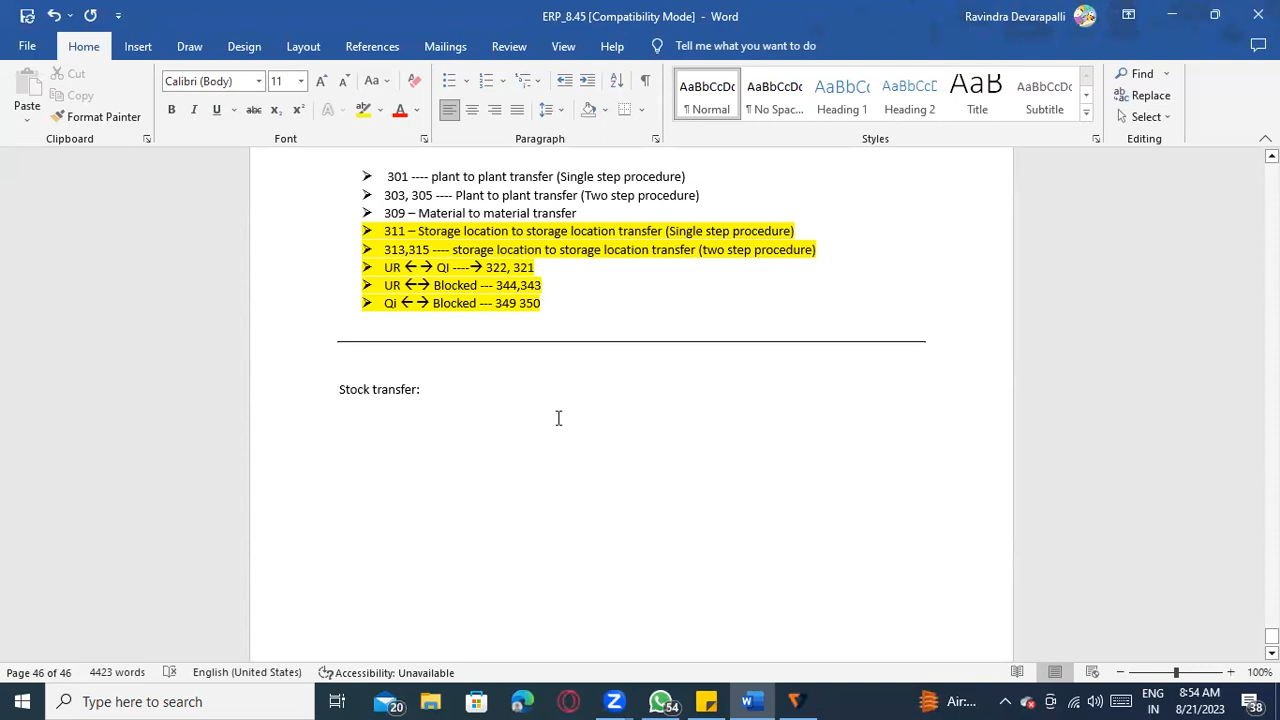 ERP_8.45 [Compatibility Mode] - Word
Ravindra Devarapalli
File Home Insert Draw Design Layout References Mailings Review View Help Tell me what you want to do
Paste
Cut
Copy
Format Painter
Clipboard
Calibri (Body) 11
Aa
B I U abc x₂ x² A A
Font
Paragraph
AaBbCcDc AaBbCcDc AaBbCc AaBbCcC AaB AaBbCcD
¶ Normal ¶ No Spac... Heading 1 Heading 2 Title Subtitle
Styles
Find
Replace
Select
Editing
➢ 301 ---- plant to plant transfer (Single step procedure)
➢ 303, 305 ---- Plant to plant transfer (Two step procedure)
➢ 309 – Material to material transfer
➢ 311 – Storage location to storage location transfer (Single step procedure)
➢ 313,315 ---- storage location to storage location transfer (two step procedure)
➢ UR ←→ QI ----→ 322, 321
➢ UR ←→ Blocked --- 344,343
➢ Qi ←→ Blocked --- 349 350
Stock transfer:
Page 46 of 46 4423 words English (United States) Accessibility: Unavailable 100%
Type here to search
20
54
Air:...
ENG
IN
8:54 AM
8/21/2023
38